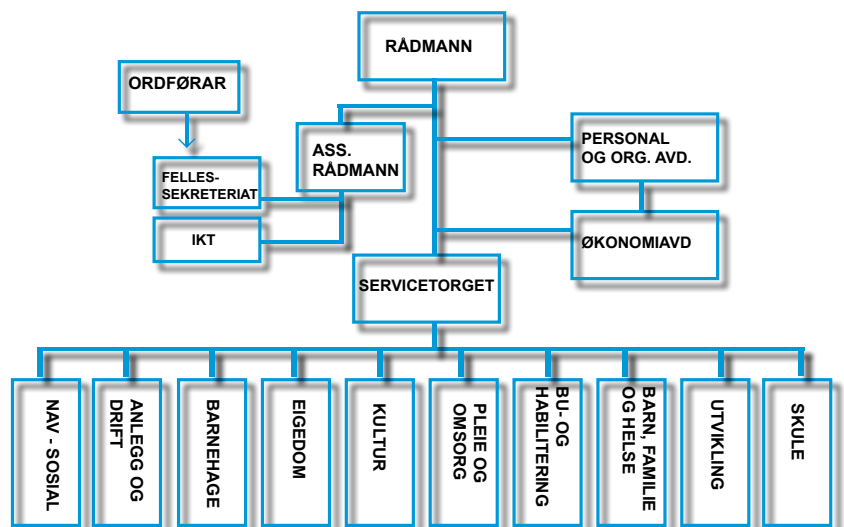 RÅDMANN
ORDFØRAR
ASS.
RÅDMANN
PERSONAL
OG ORG. AVD.
FELLES-
SEKRETERIAT
IKT
ØKONOMIAVD
SERVICETORGET
NAV - SOSIAL
ANLEGG OG
DRIFT
BARNEHAGE
EIGEDOM
KULTUR
PLEIE OG
OMSORG
BU- OG
HABILITERING
BARN, FAMILIE
OG HELSE
UTVIKLING
SKULE